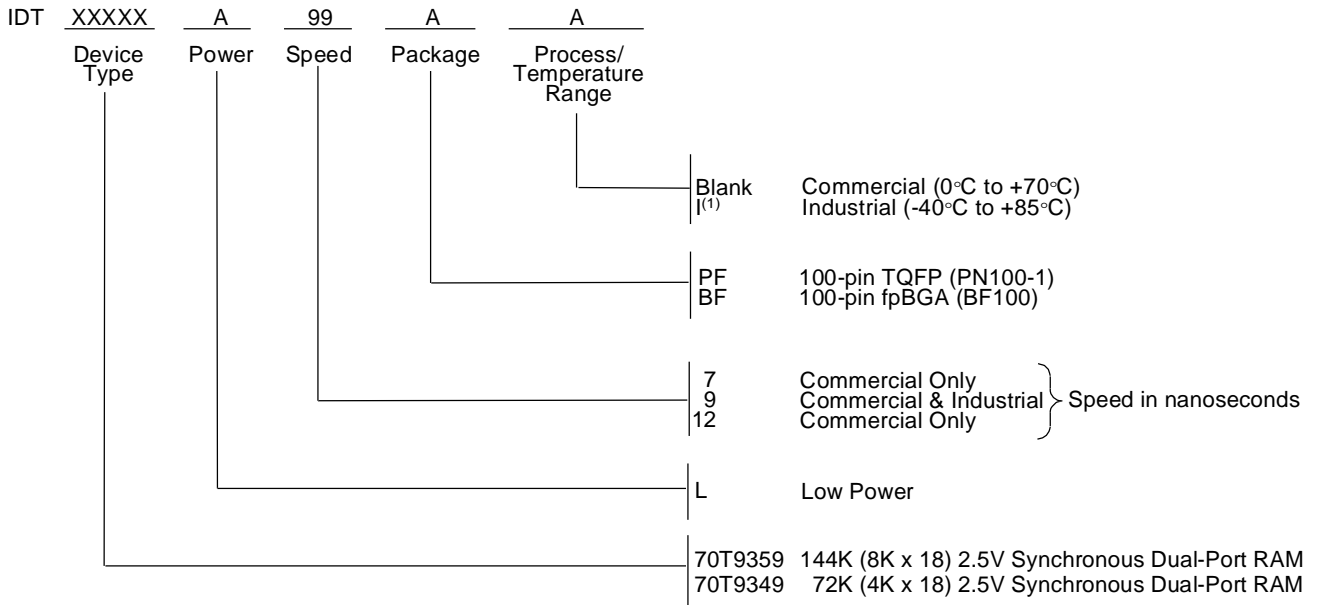 IDT XXXXX A 99 A A
Device Type Power Speed Package Process/ Temperature Range
Blank Commercial (0°C to +70°C)
I(1) Industrial (-40°C to +85°C)
PF 100-pin TQFP (PN100-1)
BF 100-pin fpBGA (BF100)
7 Commercial Only
9 Commercial & Industrial Speed in nanoseconds
12 Commercial Only
L Low Power
70T9359 144K (8K x 18) 2.5V Synchronous Dual-Port RAM
70T9349 72K (4K x 18) 2.5V Synchronous Dual-Port RAM